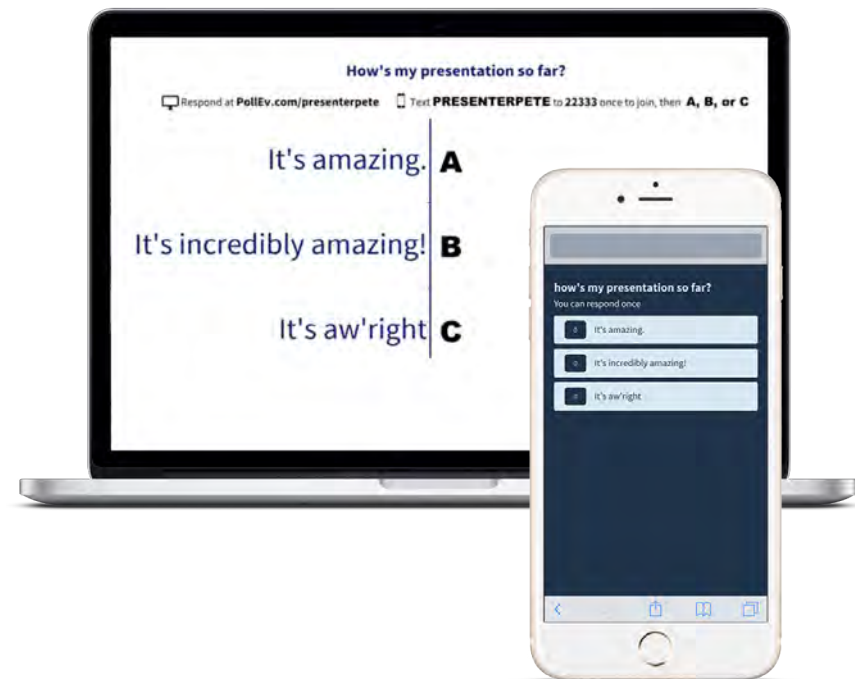 How's my presentation so far?
Respond at PollEv.com/presenterpete Text PRESENTERPETE to 22333 once to join, then A, B, or C
It's amazing. A
It's incredibly amazing! B
It's aw'right C
how's my presentation so far?
You can respond once
It's amazing.
It's incredibly amazing!
It's aw'right